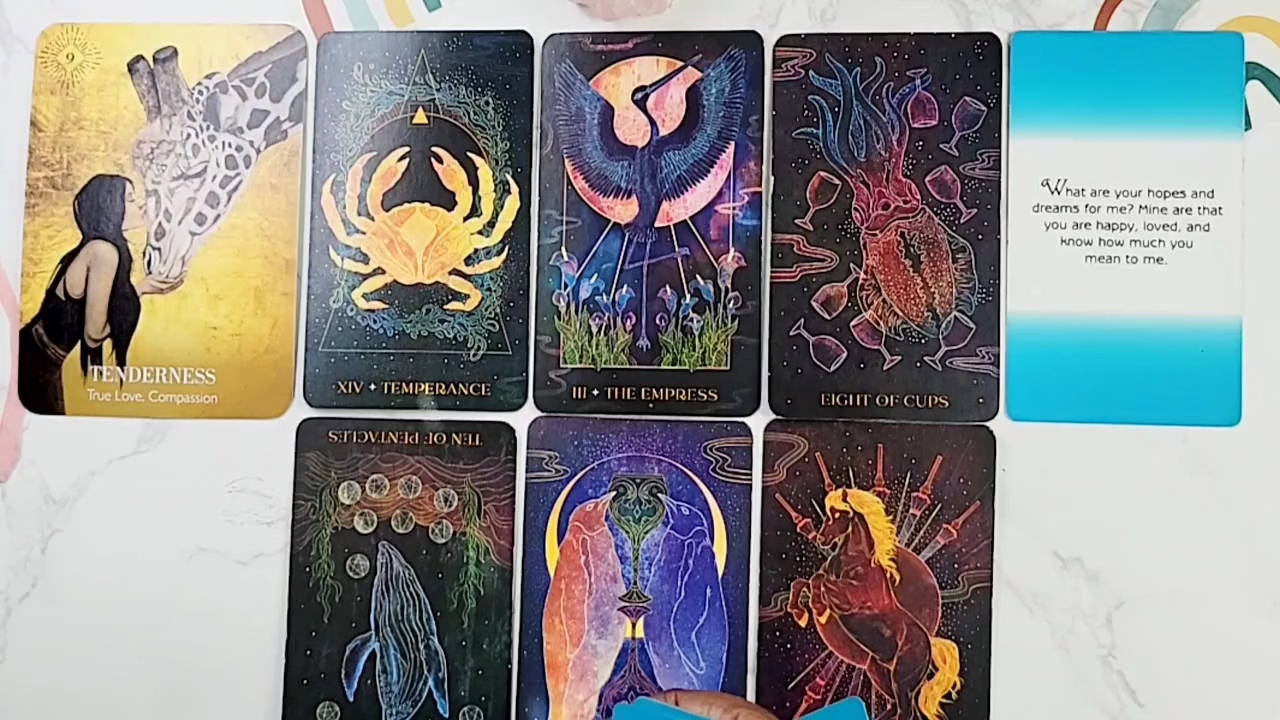 9
TENDERNESS
True Love, Compassion
XIV ✦ TEMPERANCE
III ✦ THE EMPRESS
EIGHT OF CUPS
What are your hopes and
dreams for me? Mine are that
you are happy, loved, and
know how much you
mean to me.
TEN OF PENTACLES